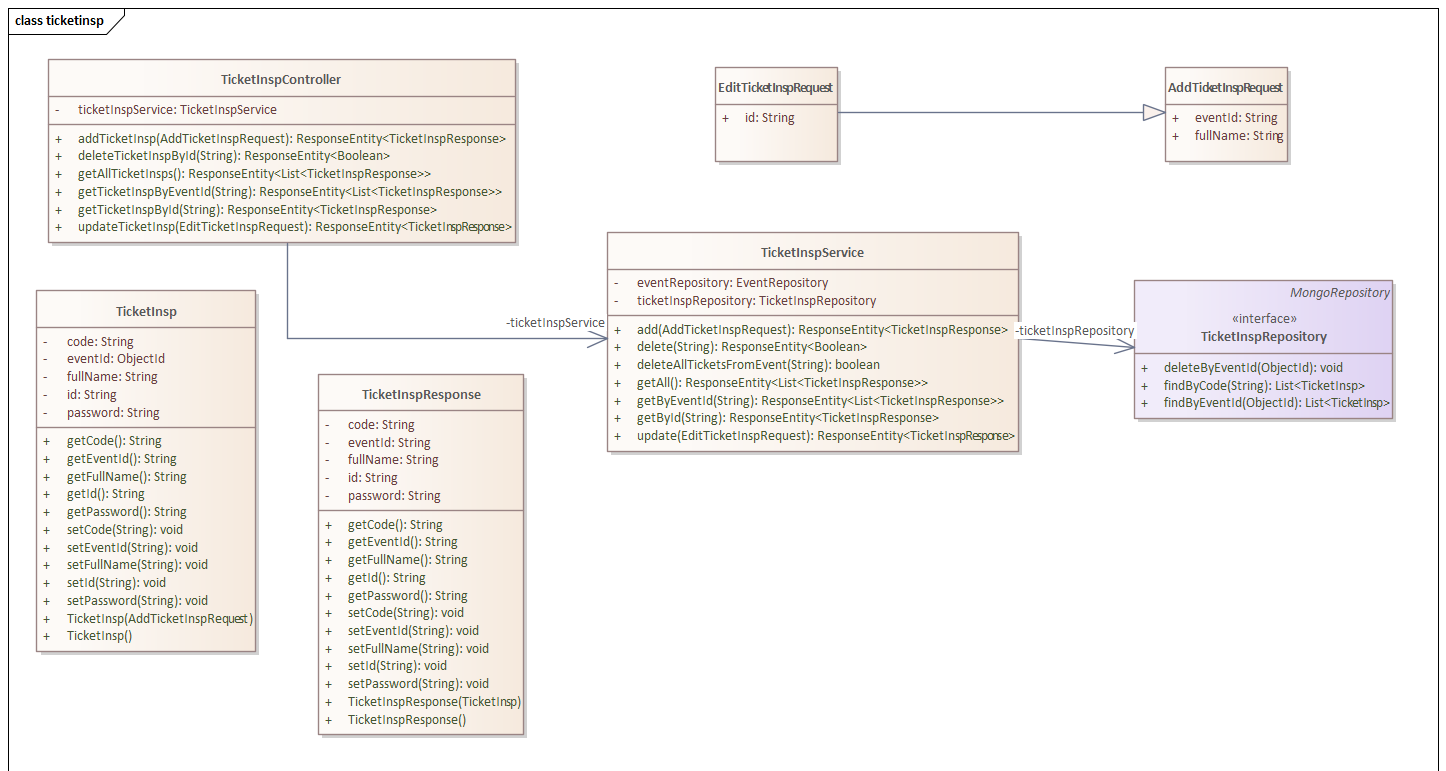 class ticketinsp
TicketInspController
- ticketInspService: TicketInspService
+ addTicketInsp(AddTicketInspRequest): ResponseEntity<TicketInspResponse>
+ deleteTicketInspById(String): ResponseEntity<Boolean>
+ getAllTicketInsps(): ResponseEntity<List<TicketInspResponse>>
+ getTicketInspByEventId(String): ResponseEntity<List<TicketInspResponse>>
+ getTicketInspById(String): ResponseEntity<TicketInspResponse>
+ updateTicketInsp(EditTicketInspRequest): ResponseEntity<TicketInspResponse>
EditTicketInspRequest
+ id: String
AddTicketInspRequest
+ eventId: String
+ fullName: String
TicketInspService
- eventRepository: EventRepository
- ticketInspRepository: TicketInspRepository
+ add(AddTicketInspRequest): ResponseEntity<TicketInspResponse>
+ delete(String): ResponseEntity<Boolean>
+ deleteAllTicketsFromEvent(String): boolean
+ getAll(): ResponseEntity<List<TicketInspResponse>>
+ getByEventId(String): ResponseEntity<List<TicketInspResponse>>
+ getById(String): ResponseEntity<TicketInspResponse>
+ update(EditTicketInspRequest): ResponseEntity<TicketInspResponse>
-ticketInspService
-ticketInspRepository
MongoRepository
«interface»
TicketInspRepository
+ deleteByEventId(ObjectId): void
+ findByCode(String): List<TicketInsp>
+ findByEventId(ObjectId): List<TicketInsp>
TicketInsp
- code: String
- eventId: ObjectId
- fullName: String
- id: String
- password: String
+ getCode(): String
+ getEventId(): String
+ getFullName(): String
+ getId(): String
+ getPassword(): String
+ setCode(String): void
+ setEventId(String): void
+ setFullName(String): void
+ setId(String): void
+ setPassword(String): void
+ TicketInsp(AddTicketInspRequest)
+ TicketInsp()
TicketInspResponse
- code: String
- eventId: String
- fullName: String
- id: String
- password: String
+ getCode(): String
+ getEventId(): String
+ getFullName(): String
+ getId(): String
+ getPassword(): String
+ setCode(String): void
+ setEventId(String): void
+ setFullName(String): void
+ setId(String): void
+ setPassword(String): void
+ TicketInspResponse(TicketInsp)
+ TicketInspResponse()